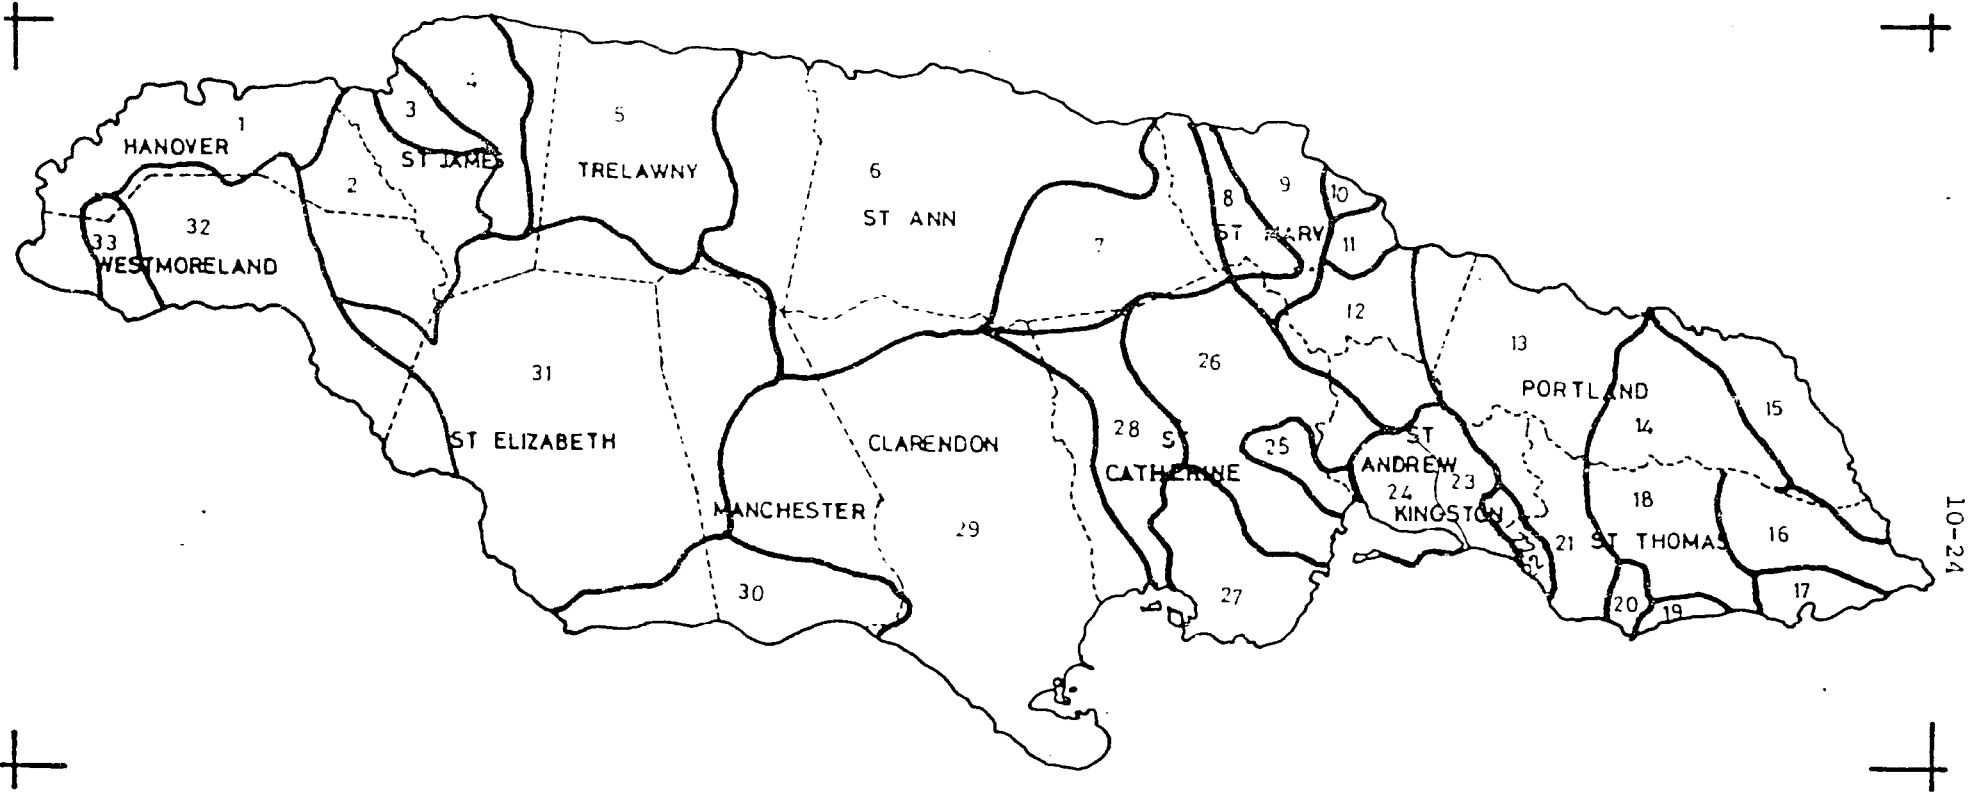 4
3
5
1
HANOVER
ST JAMES
TRELAWNY
6
2
9
10
8
33
32
ST ANN
7
ST MARY
11
WESTMORELAND
12
13
31
26
PORTLAND
15
14
28
ST
ST
ST ELIZABETH
CLARENDON
25
ANDREW
CATHERINE
23
24
18
MANCHESTER
KINGSTON
29
21
ST THOMAS
16
10-24
30
27
20
19
17